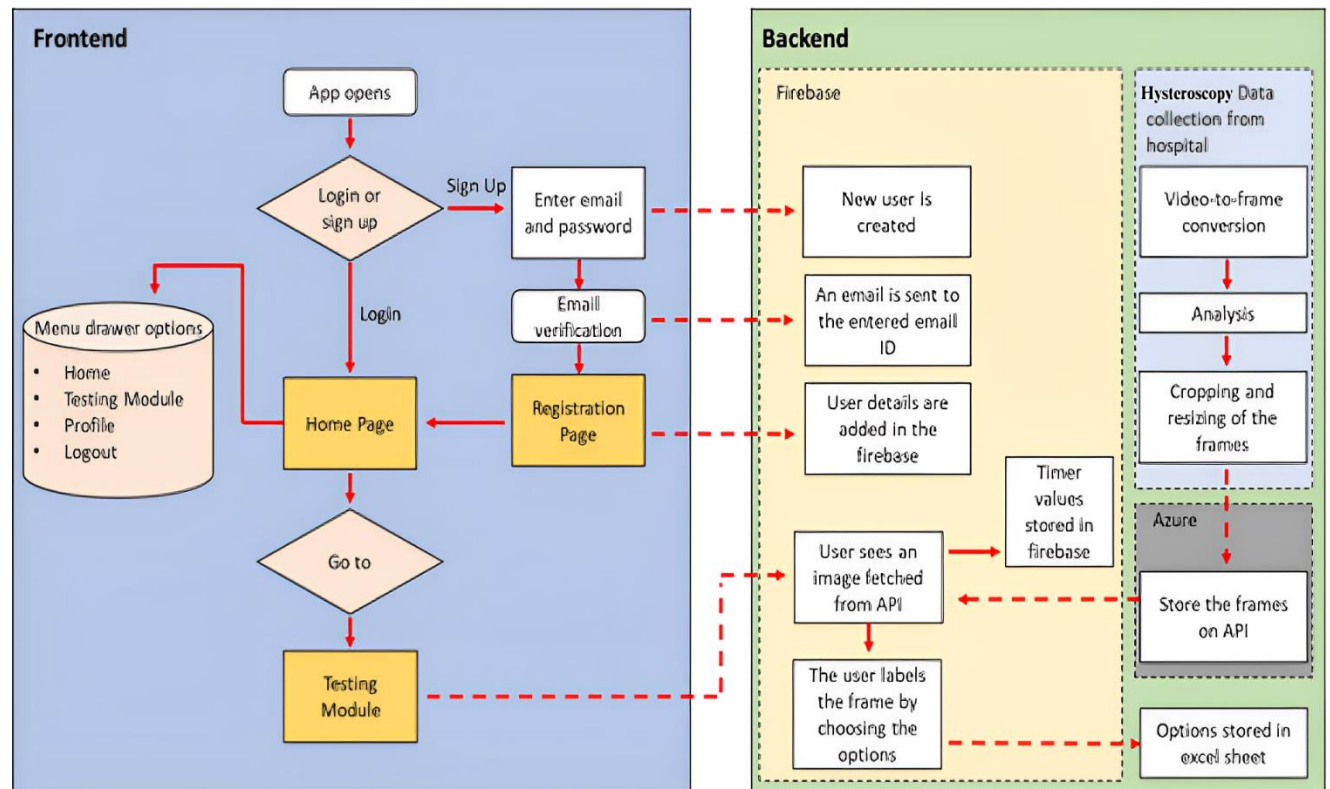 Frontend
App opens
Login or
sign up
Sign Up
Enter email
and password
Email
verification
Login
Menu drawer options
• Home
• Testing Module
• Profile
• Logout
Home Page
Registration
Page
Go to
Testing
Module
Backend
Firebase
New user is
created
An email is sent to
the entered email
ID
User details are
added in the
firebase
Timer
values
stored in
firebase
User sees an
image fetched
from API
The user labels
the frame by
choosing the
options
Hysteroscopy Data
collection from
hospital
Video-to-frame
conversion
Analysis
Cropping and
resizing of the
frames
Azure
Store the frames
on API
Options stored in
excel sheet